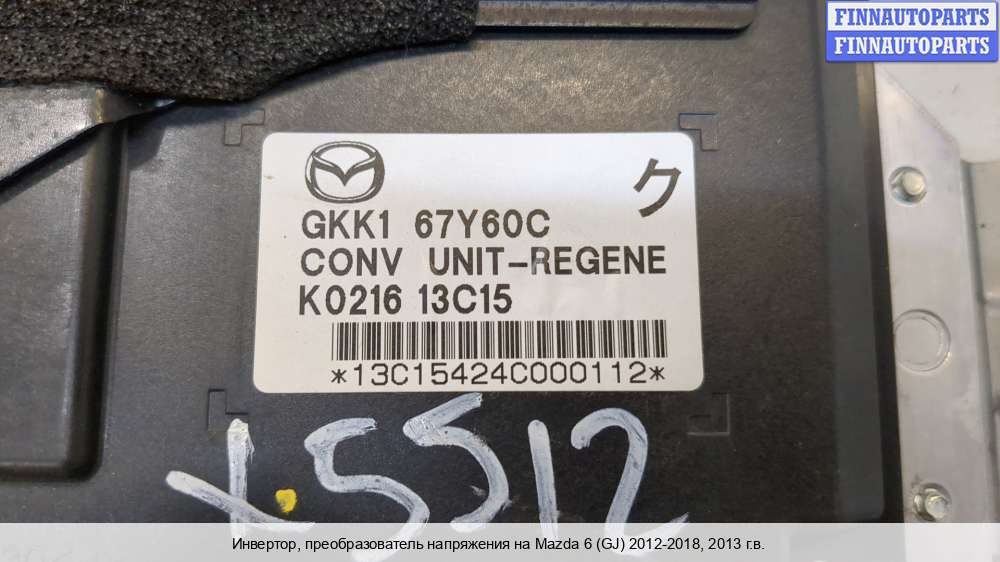 FINNAUTOPARTS
FINNAUTOPARTS
ク
GKK1 67Y60C
CONV UNIT-REGENE
K0216 13C15
*13C15424C000112*
X5512
Инвертор, преобразователь напряжения на Mazda 6 (GJ) 2012-2018, 2013 г.в.